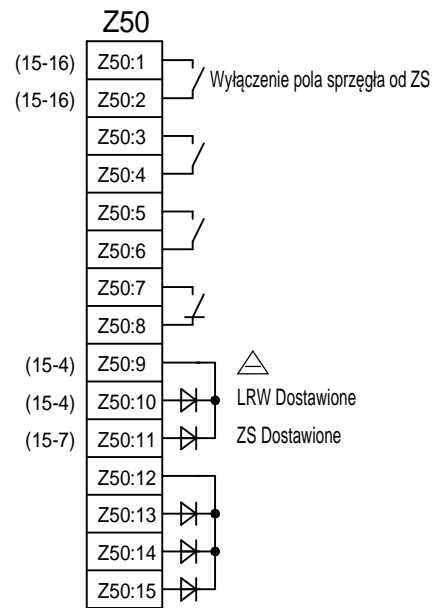 Z50
(15-16) Z50:1
Wyłączenie pola sprzęgła od ZS
(15-16) Z50:2
Z50:3
Z50:4
Z50:5
Z50:6
Z50:7
Z50:8
(15-4) Z50:9
(15-4) Z50:10 LRW Dostawione
(15-7) Z50:11 ZS Dostawione
Z50:12
Z50:13
Z50:14
Z50:15